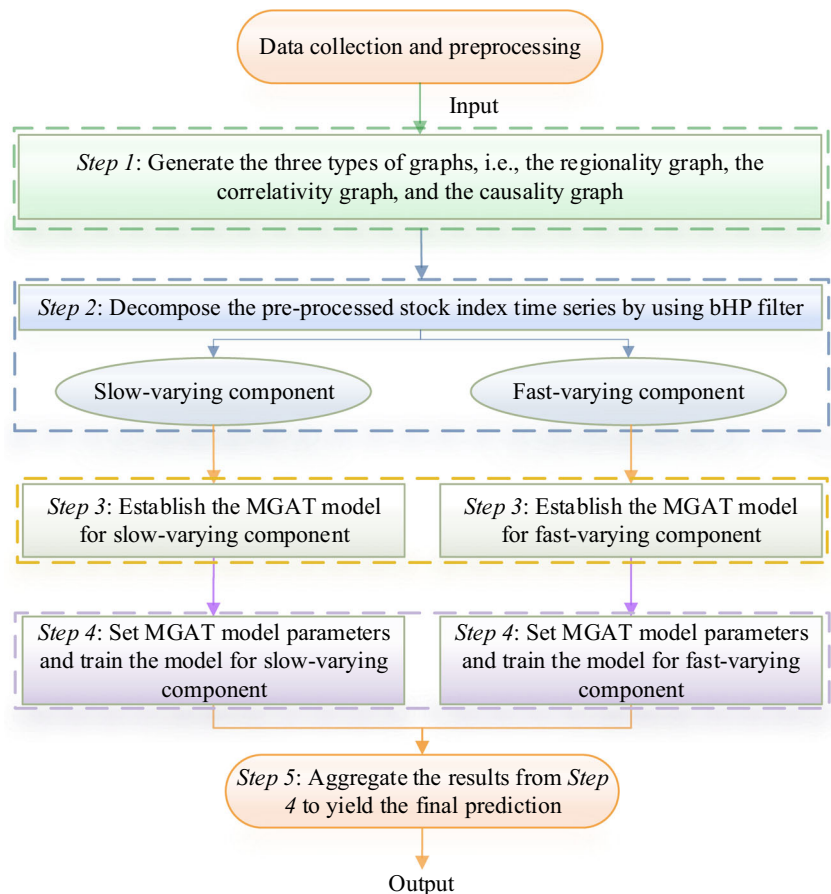 Data collection and preprocessing
Input
Step 1: Generate the three types of graphs, i.e., the regionality graph, the
correlativity graph, and the causality graph
Step 2: Decompose the pre-processed stock index time series by using bHP filter
Slow-varying component
Fast-varying component
Step 3: Establish the MGAT model
for slow-varying component
Step 3: Establish the MGAT model
for fast-varying component
Step 4: Set MGAT model parameters
and train the model for slow-varying
component
Step 4: Set MGAT model parameters
and train the model for fast-varying
component
Step 5: Aggregate the results from Step
4 to yield the final prediction
Output